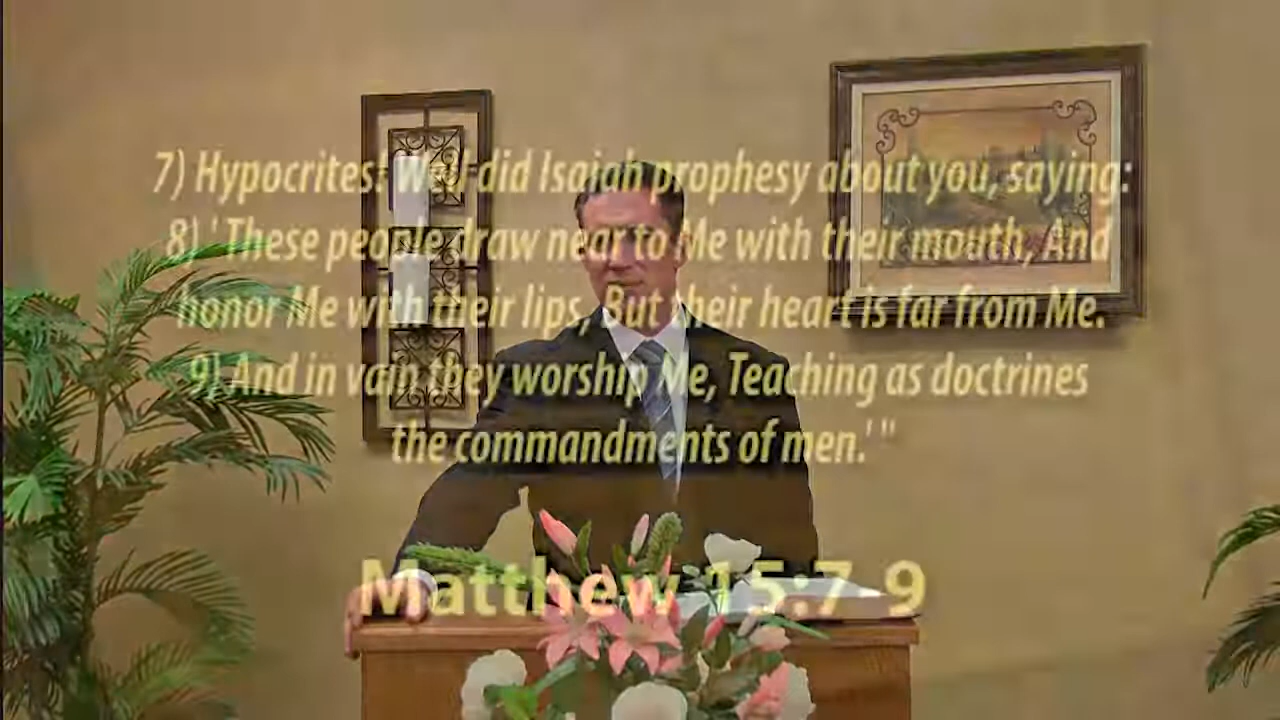 7) Hypocrites! Well did Isaiah prophesy about you, saying:
8) ' These people draw near to Me with their mouth, And
honor Me with their lips, But their heart is far from Me.
9) And in vain they worship Me, Teaching as doctrines
the commandments of men.' "
Matthew 15:7-9